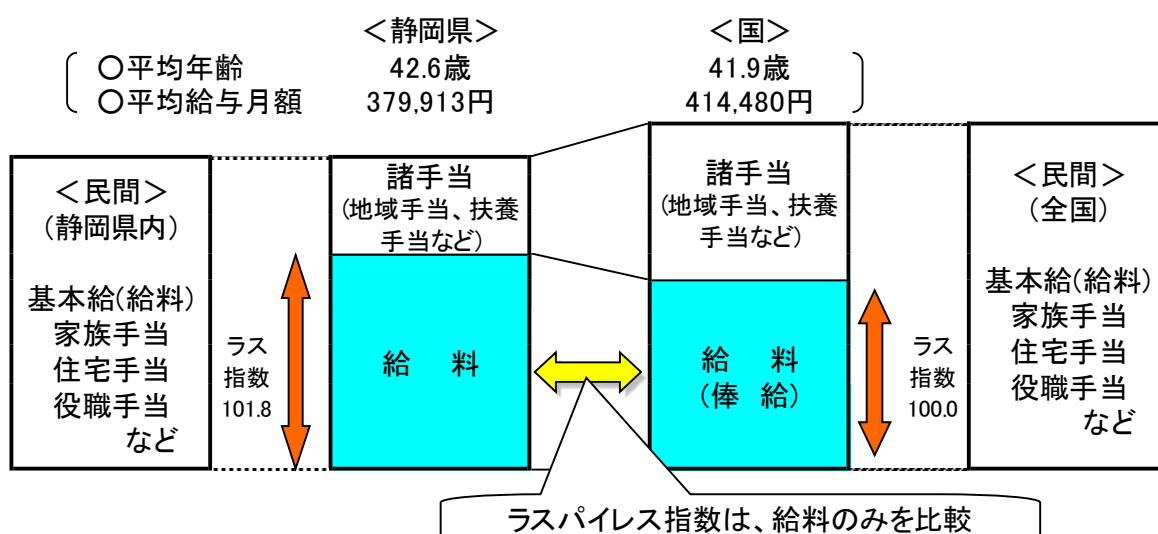 ＜静岡県＞ ＜国＞
○平均年齢 42.6歳 41.9歳
○平均給与月額 379,913円 414,480円
＜民間＞
(静岡県内)
基本給(給料)
家族手当
住宅手当
役職手当
など
ラス
指数
101.8
諸手当
(地域手当、扶養
手当など)
給 料
諸手当
(地域手当、扶養
手当など)
給 料
(俸 給)
ラス
指数
100.0
＜民間＞
(全国)
基本給(給料)
家族手当
住宅手当
役職手当
など
ラスパイレス指数は、給料のみを比較